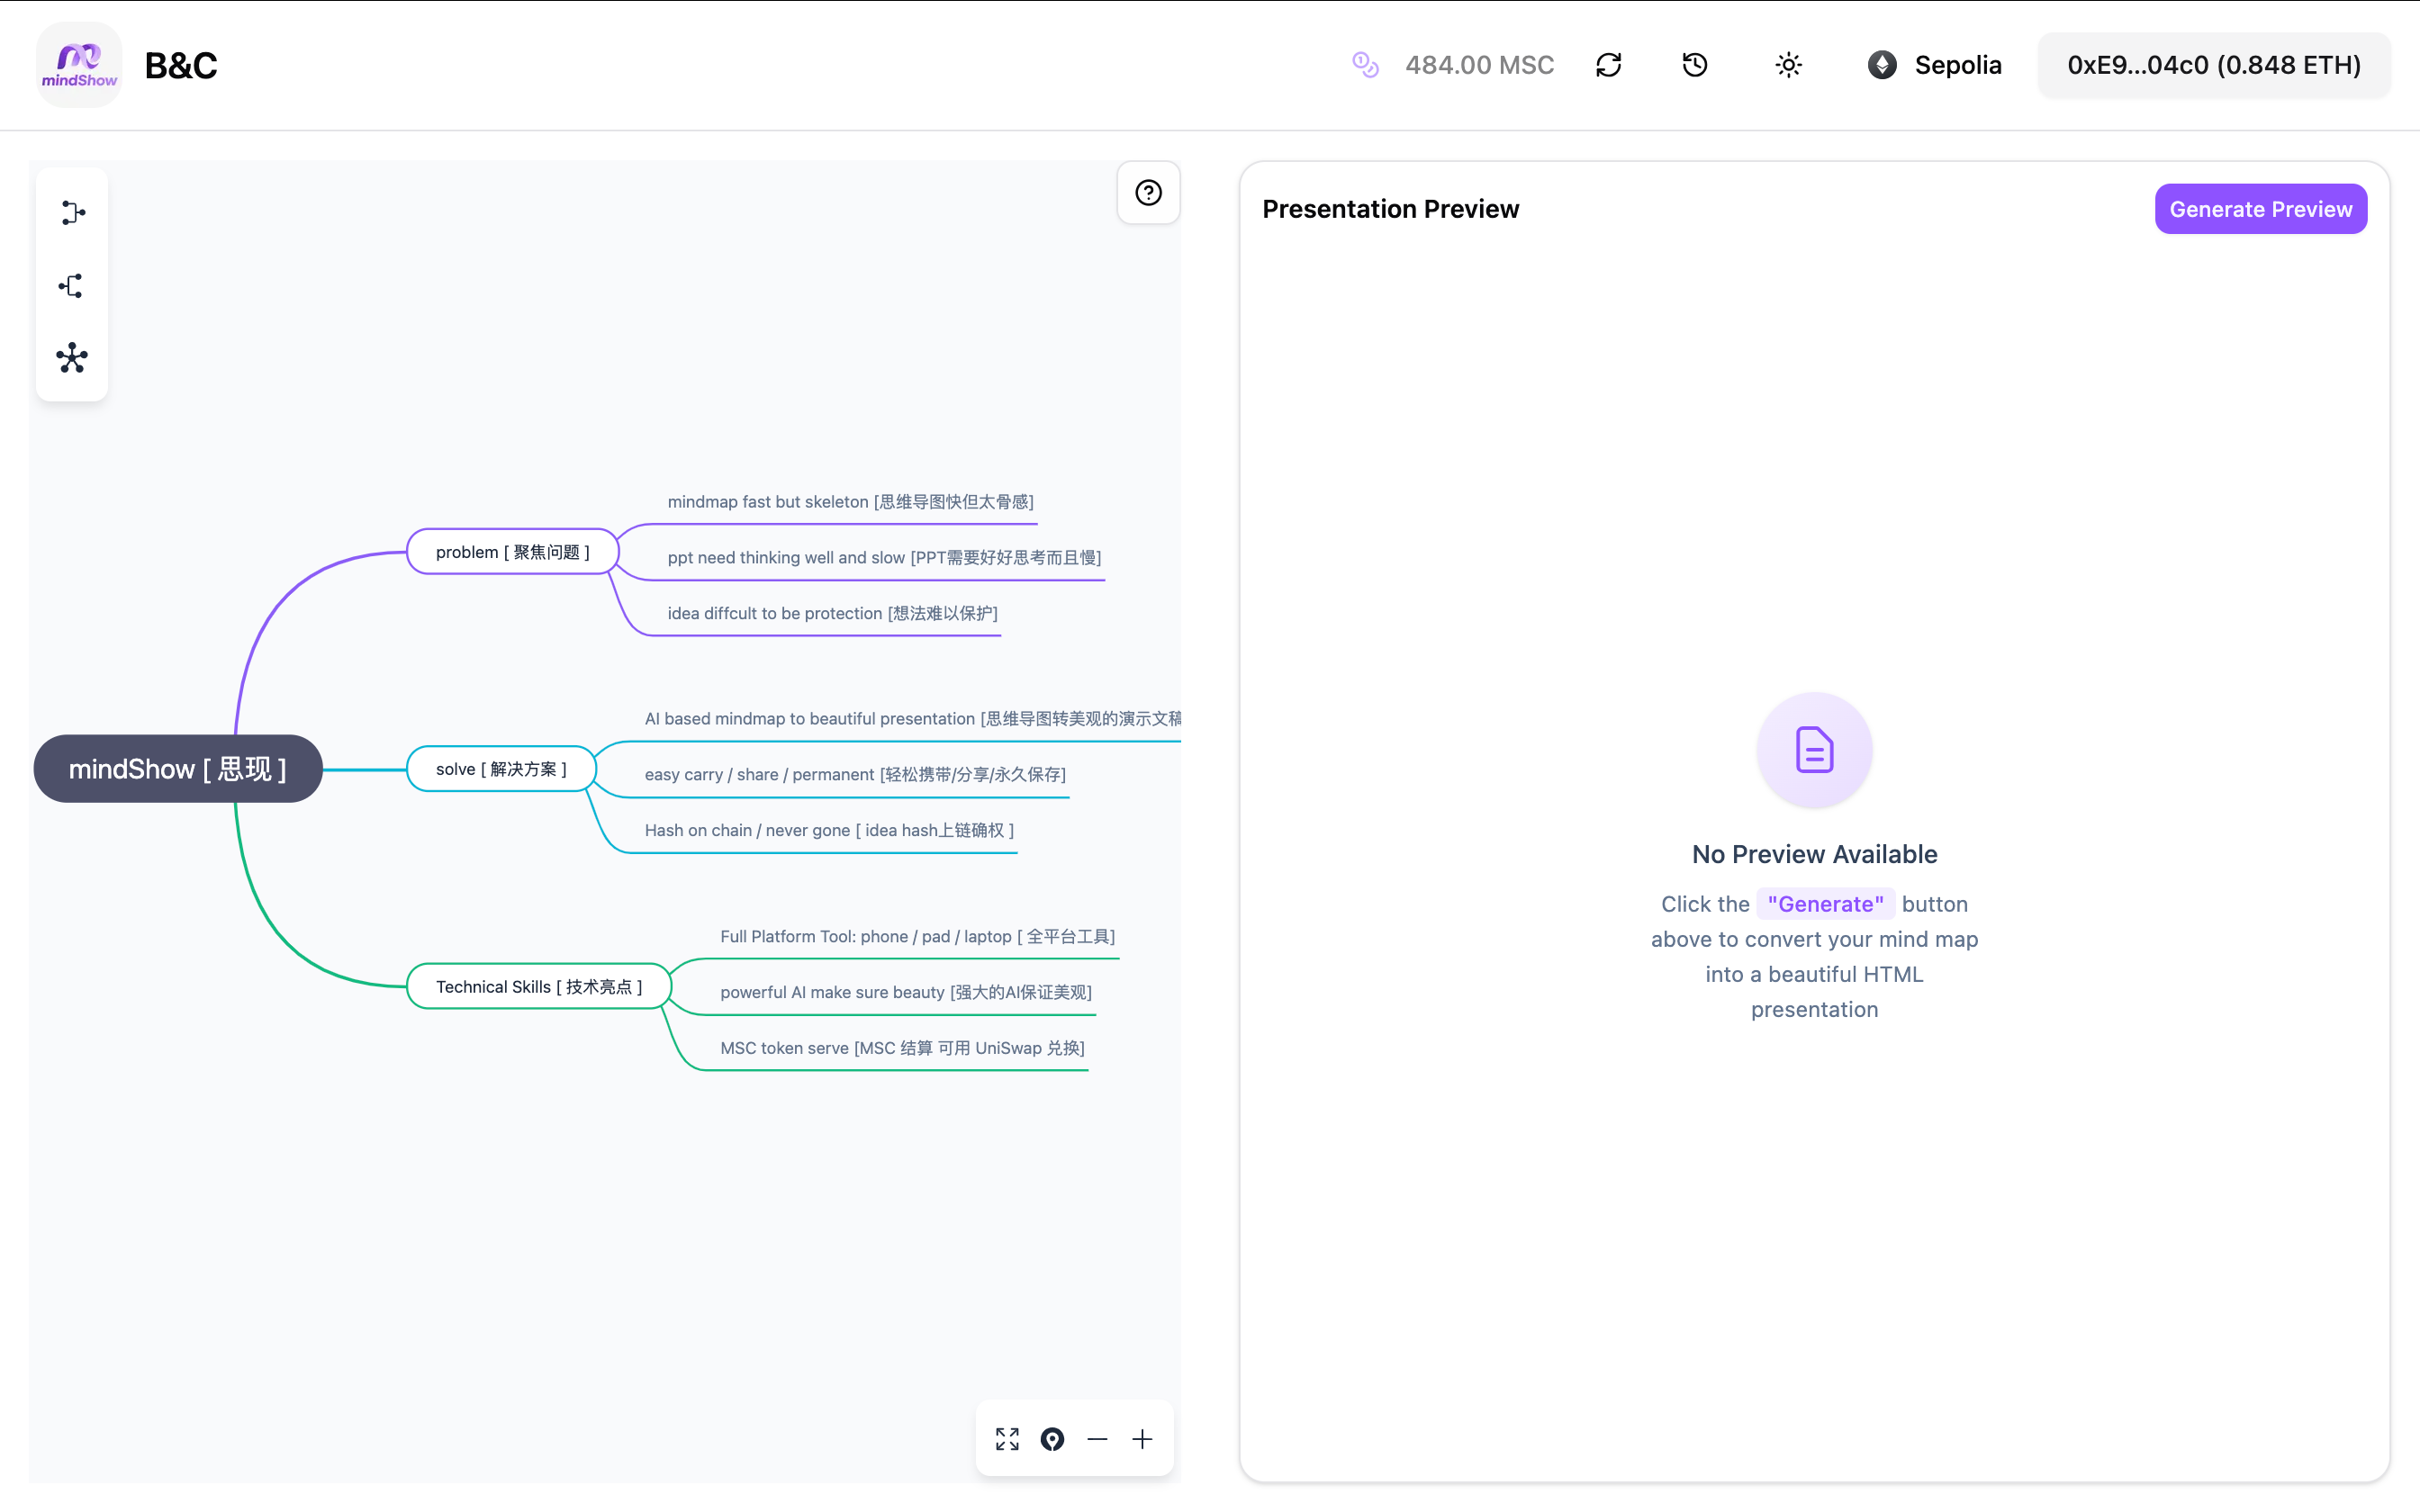 mindShow
B&C
484.00 MSC
Sepolia
0xE9...04c0 (0.848 ETH)
Presentation Preview
Generate Preview
mindmap fast but skeleton [思维导图快但太骨感]
problem [ 聚焦问题 ]
ppt need thinking well and slow [PPT需要好好思考而且慢]
idea diffcult to be protection [想法难以保护]
AI based mindmap to beautiful presentation [思维导图转美观的演示文稿
mindShow [ 思现 ]
solve [ 解决方案 ]
easy carry / share / permanent [轻松携带/分享/永久保存]
Hash on chain / never gone [ idea hash上链确权 ]
Full Platform Tool: phone / pad / laptop [ 全平台工具]
Technical Skills [ 技术亮点 ]
powerful AI make sure beauty [强大的AI保证美观]
MSC token serve [MSC 结算 可用 UniSwap 兑换]
No Preview Available
Click the "Generate" button
above to convert your mind map
into a beautiful HTML
presentation